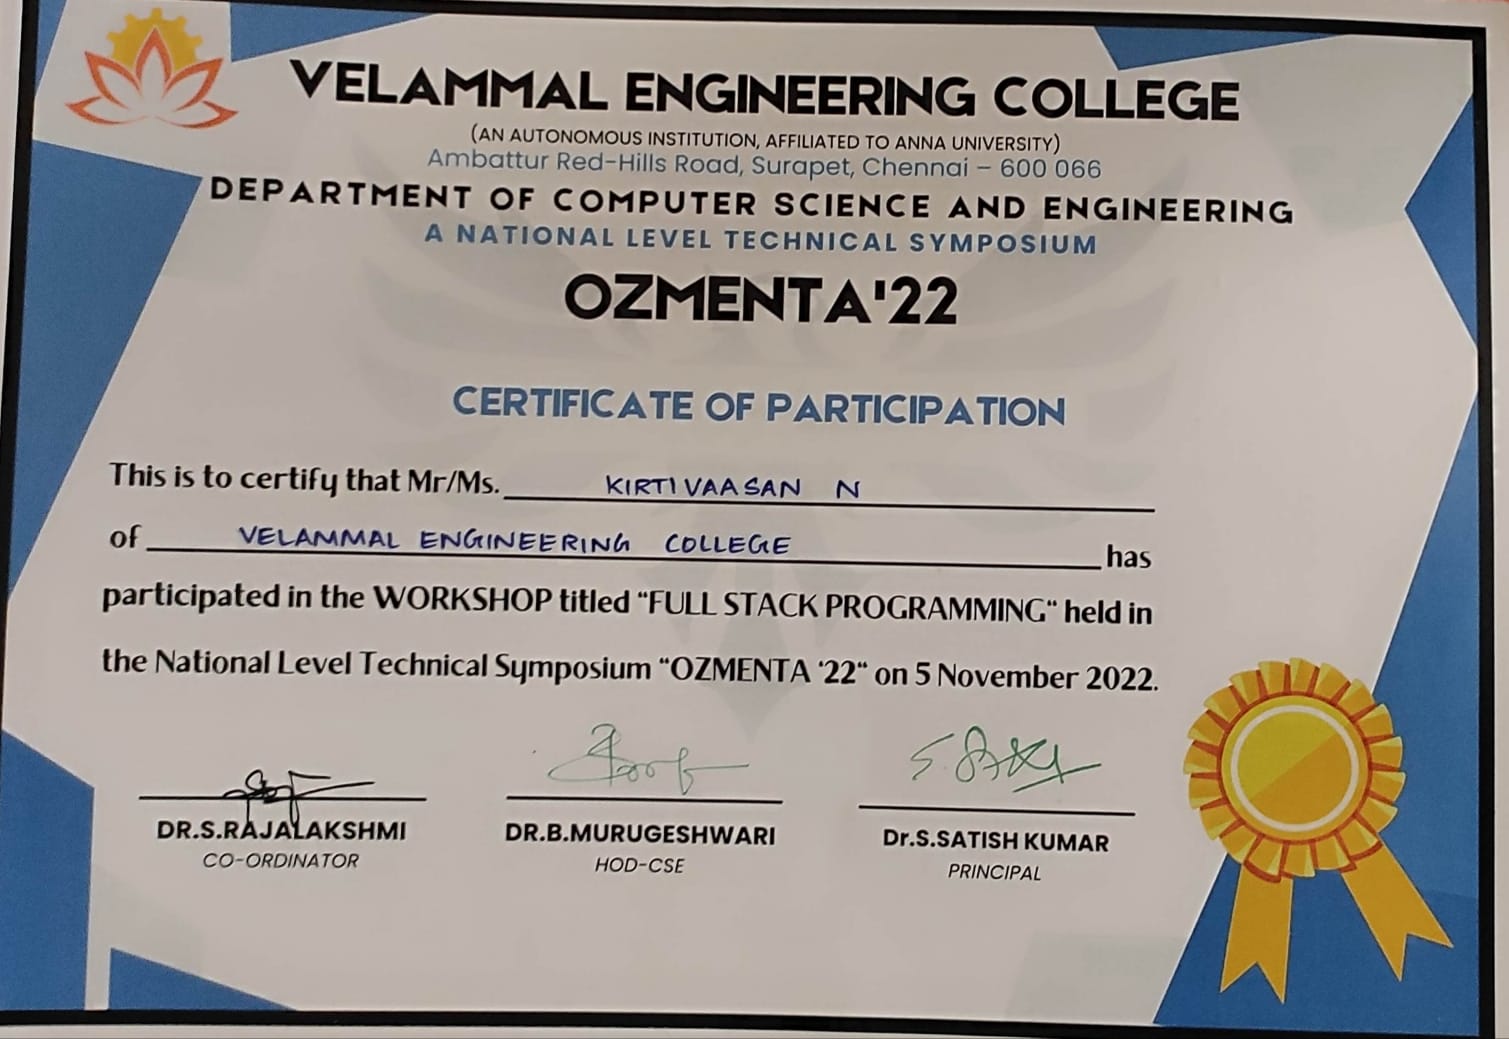 VELAMMAL ENGINEERING COLLEGE
(AN AUTONOMOUS INSTITUTION, AFFILIATED TO ANNA UNIVERSITY)
Ambattur Red-Hills Road, Surapet, Chennai – 600 066
DEPARTMENT OF COMPUTER SCIENCE AND ENGINEERING
A NATIONAL LEVEL TECHNICAL SYMPOSIUM
OZMENTA'22
CERTIFICATE OF PARTICIPATION
This is to certify that Mr/Ms. KIRTIVAASAN N
of VELAMMAL ENGINEERING COLLEGE has
participated in the WORKSHOP titled “FULL STACK PROGRAMMING“ held in
the National Level Technical Symposium “OZMENTA ‘22“ on 5 November 2022.
DR.S.RAJALAKSHMI DR.B.MURUGESHWARI Dr.S.SATISH KUMAR
CO-ORDINATOR HOD-CSE PRINCIPAL